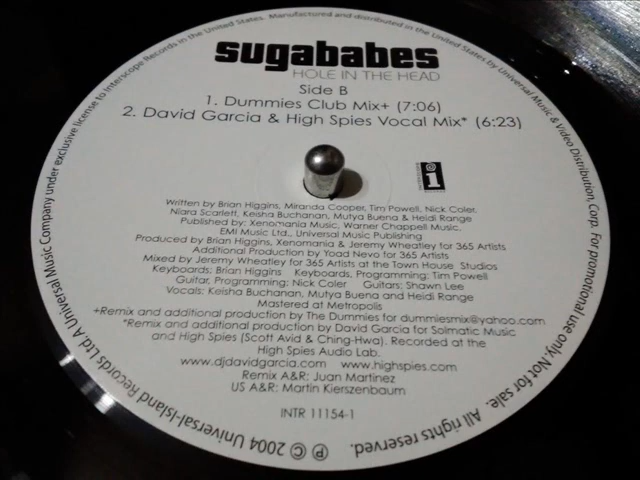 sugababes
HOLE IN THE HEAD
Side B
1. Dummies Club Mix+ (7:06)
2. David Garcia & High Spies Vocal Mix* (6:23)
i
INTERSCOPE
Written by Brian Higgins, Miranda Cooper, Tim Powell, Nick Coler,
Niara Scarlett, Keisha Buchanan, Mutya Buena & Heidi Range
Published by: Xenomania Music, Warner Chappell Music,
EMI Music Ltd., Universal Music Publishing
Produced by Brian Higgins, Xenomania & Jeremy Wheatley for 365 Artists
Additional Production by Yoad Nevo for 365 Artists
Mixed by Jeremy Wheatley for 365 Artists at the Town House Studios
Keyboards: Brian Higgins Keyboards, Programming: Tim Powell
Guitar, Programming: Nick Coler Guitars: Shawn Lee
Vocals: Keisha Buchanan, Mutya Buena and Heidi Range
Mastered at Metropolis
+Remix and additional production by The Dummies for dummiesmix@yahoo.com
*Remix and additional production by David Garcia for Solmatic Music
and High Spies (Scott Avid & Ching-Hwa). Recorded at the
High Spies Audio Lab.
www.djdavidgarcia.com www.highspies.com
Remix A&R: Juan Martinez
US A&R: Martin Kierszenbaum
INTR 11154-1
℗ © 2004 Universal-Island Records Ltd. A Universal Music Company under exclusive license to Interscope Records in the United States. Manufactured and distributed in the United States by Universal Music & Video Distribution, Corp. For promotional use only. Not for sale. All rights reserved.